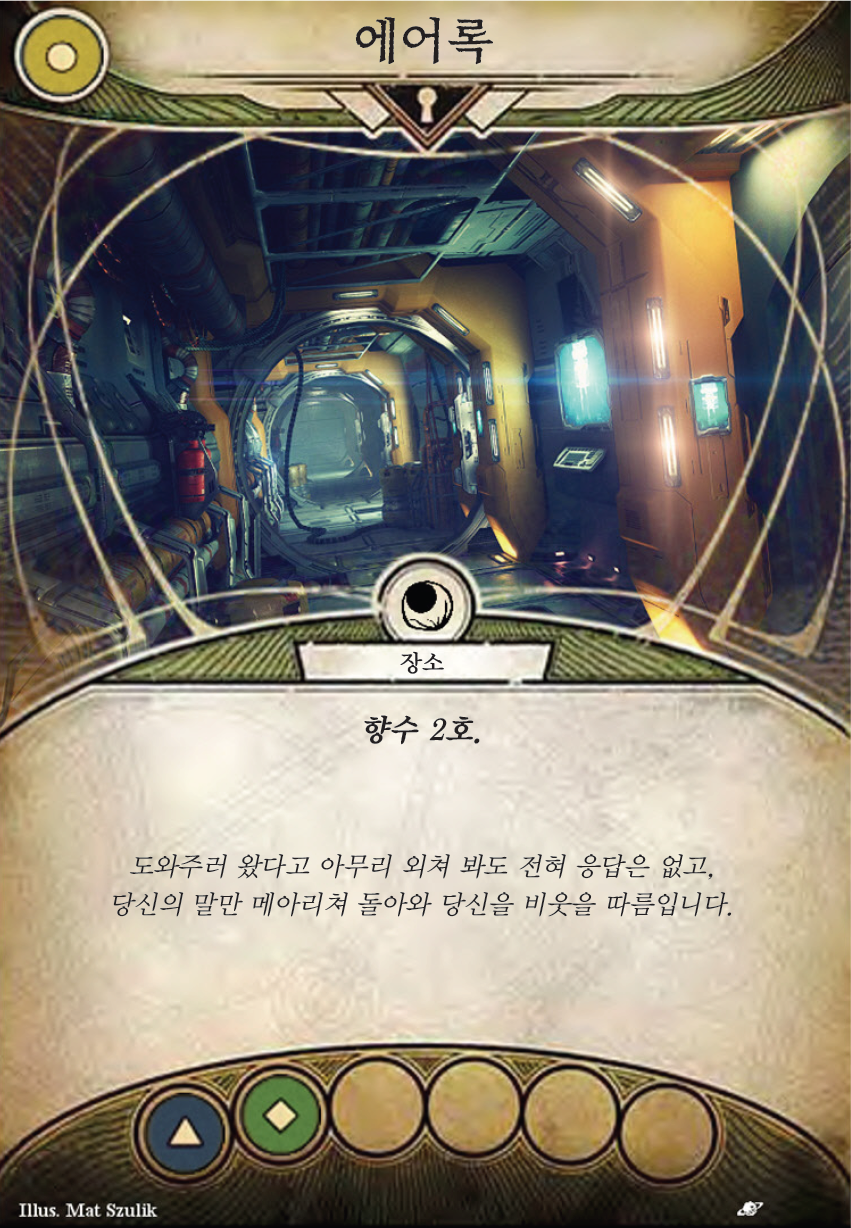 에어록
장소
향수 2호.
도와주러 왔다고 아무리 외쳐 봐도 전혀 응답은 없고,
당신의 말만 메아리쳐 돌아와 당신을 비웃을 따름입니다.
Illus. Mat Szulik